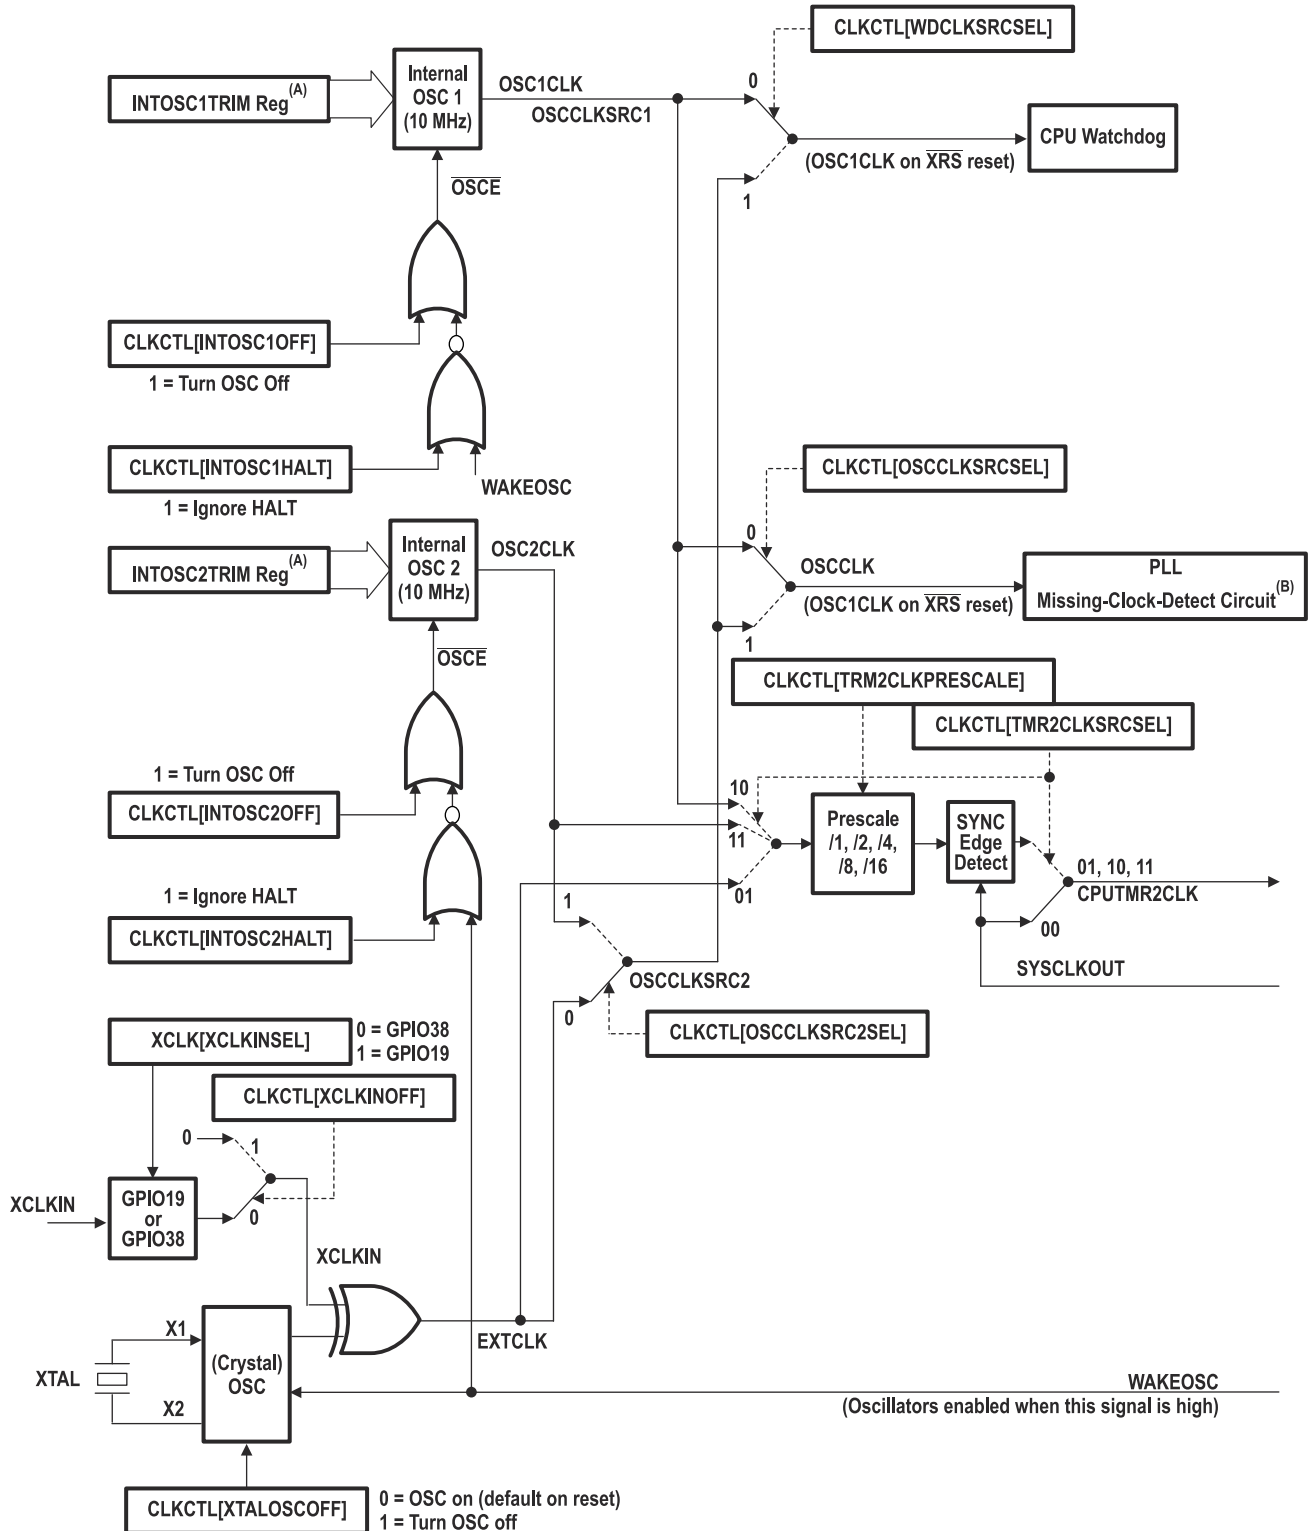 CLKCTL[WDCLKSRCSEL]
INTOSC1TRIM Reg(A)
Internal
OSC 1
(10 MHz)
OSC1CLK
OSCCLKSRC1
0
1
(OSC1CLK on XRS reset)
CPU Watchdog
OSCE
CLKCTL[INTOSC1OFF]
1 = Turn OSC Off
CLKCTL[INTOSC1HALT]
1 = Ignore HALT
WAKEOSC
CLKCTL[OSCCLKSRCSEL]
INTOSC2TRIM Reg(A)
Internal
OSC 2
(10 MHz)
OSC2CLK
0
1
OSCCLK
(OSC1CLK on XRS reset)
PLL
Missing-Clock-Detect Circuit(B)
OSCE
CLKCTL[TRM2CLKPRESCALE]
CLKCTL[TMR2CLKSRCSEL]
1 = Turn OSC Off
CLKCTL[INTOSC2OFF]
10
11
01
Prescale
/1, /2, /4,
/8, /16
SYNC
Edge
Detect
01, 10, 11
CPUTMR2CLK
00
SYSCLKOUT
1 = Ignore HALT
CLKCTL[INTOSC2HALT]
1
0
OSCCLKSRC2
CLKCTL[OSCCLKSRC2SEL]
XCLK[XCLKINSEL]
0 = GPIO38
1 = GPIO19
CLKCTL[XCLKINOFF]
0
1
0
XCLKIN
GPIO19
or
GPIO38
XCLKIN
EXTCLK
XTAL
X1
X2
(Crystal)
OSC
WAKEOSC
(Oscillators enabled when this signal is high)
CLKCTL[XTALOSCOFF]
0 = OSC on (default on reset)
1 = Turn OSC off